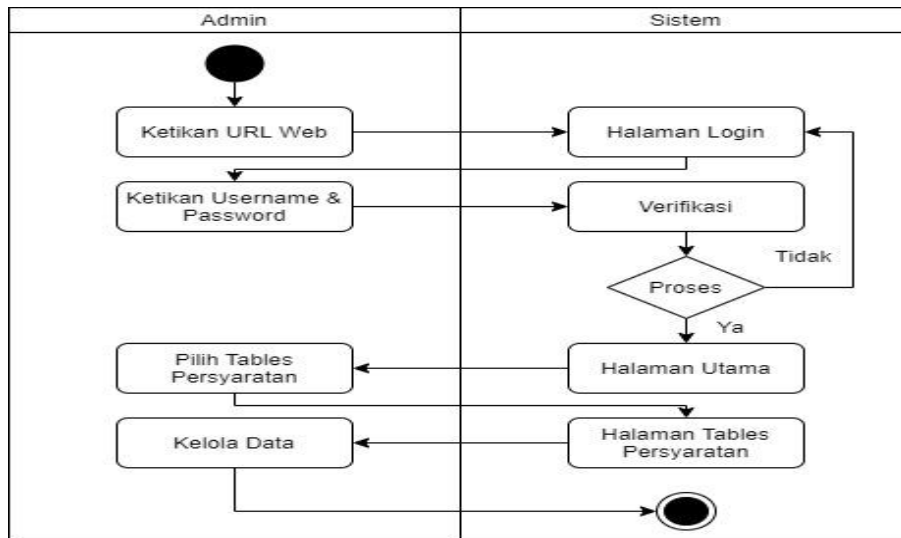 Admin
Sistem
Ketikan URL Web
Halaman Login
Ketikan Username &
Password
Verifikasi
Tidak
Proses
Ya
Pilih Tables
Persyaratan
Halaman Utama
Kelola Data
Halaman Tables
Persyaratan